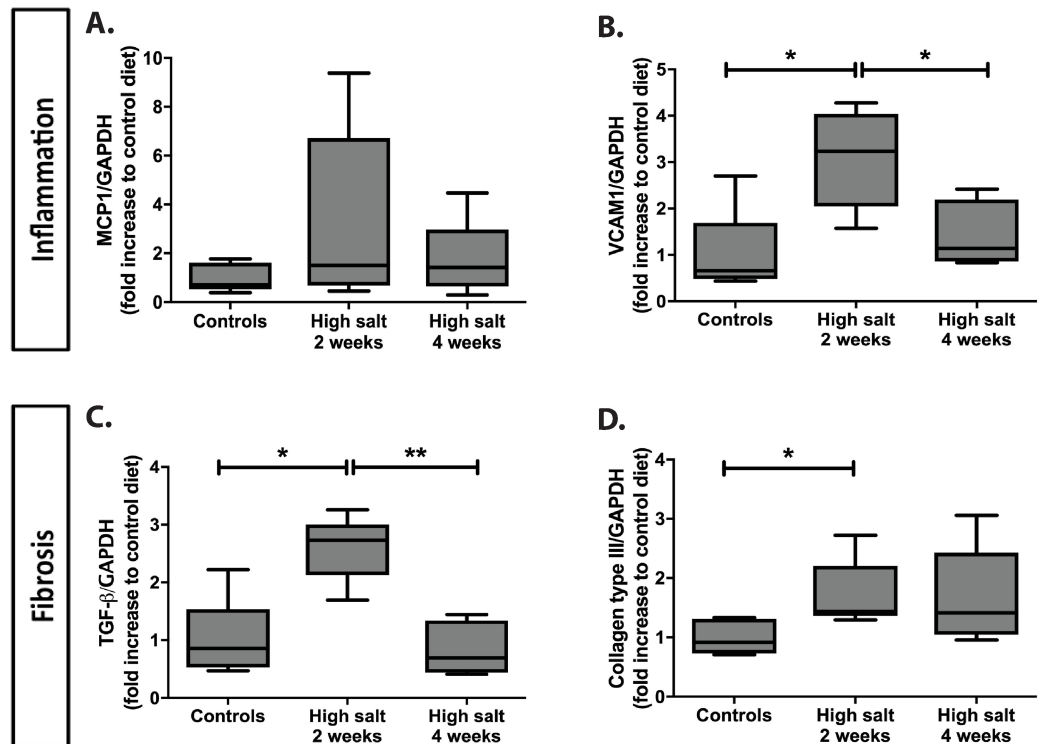 Inflammation
A.
MCP1/GAPDH
(fold increase to control diet)
10
8
6
4
2
0
Controls
High salt
2 weeks
High salt
4 weeks
B.
VCAM1/GAPDH
(fold increase to control diet)
5
4
3
2
1
0
*
*
Controls
High salt
2 weeks
High salt
4 weeks
Fibrosis
C.
TGF-β/GAPDH
(fold increase to control diet)
4
3
2
1
0
*
**
Controls
High salt
2 weeks
High salt
4 weeks
D.
Collagen type III/GAPDH
(fold increase to control diet)
4
3
2
1
0
*
Controls
High salt
2 weeks
High salt
4 weeks